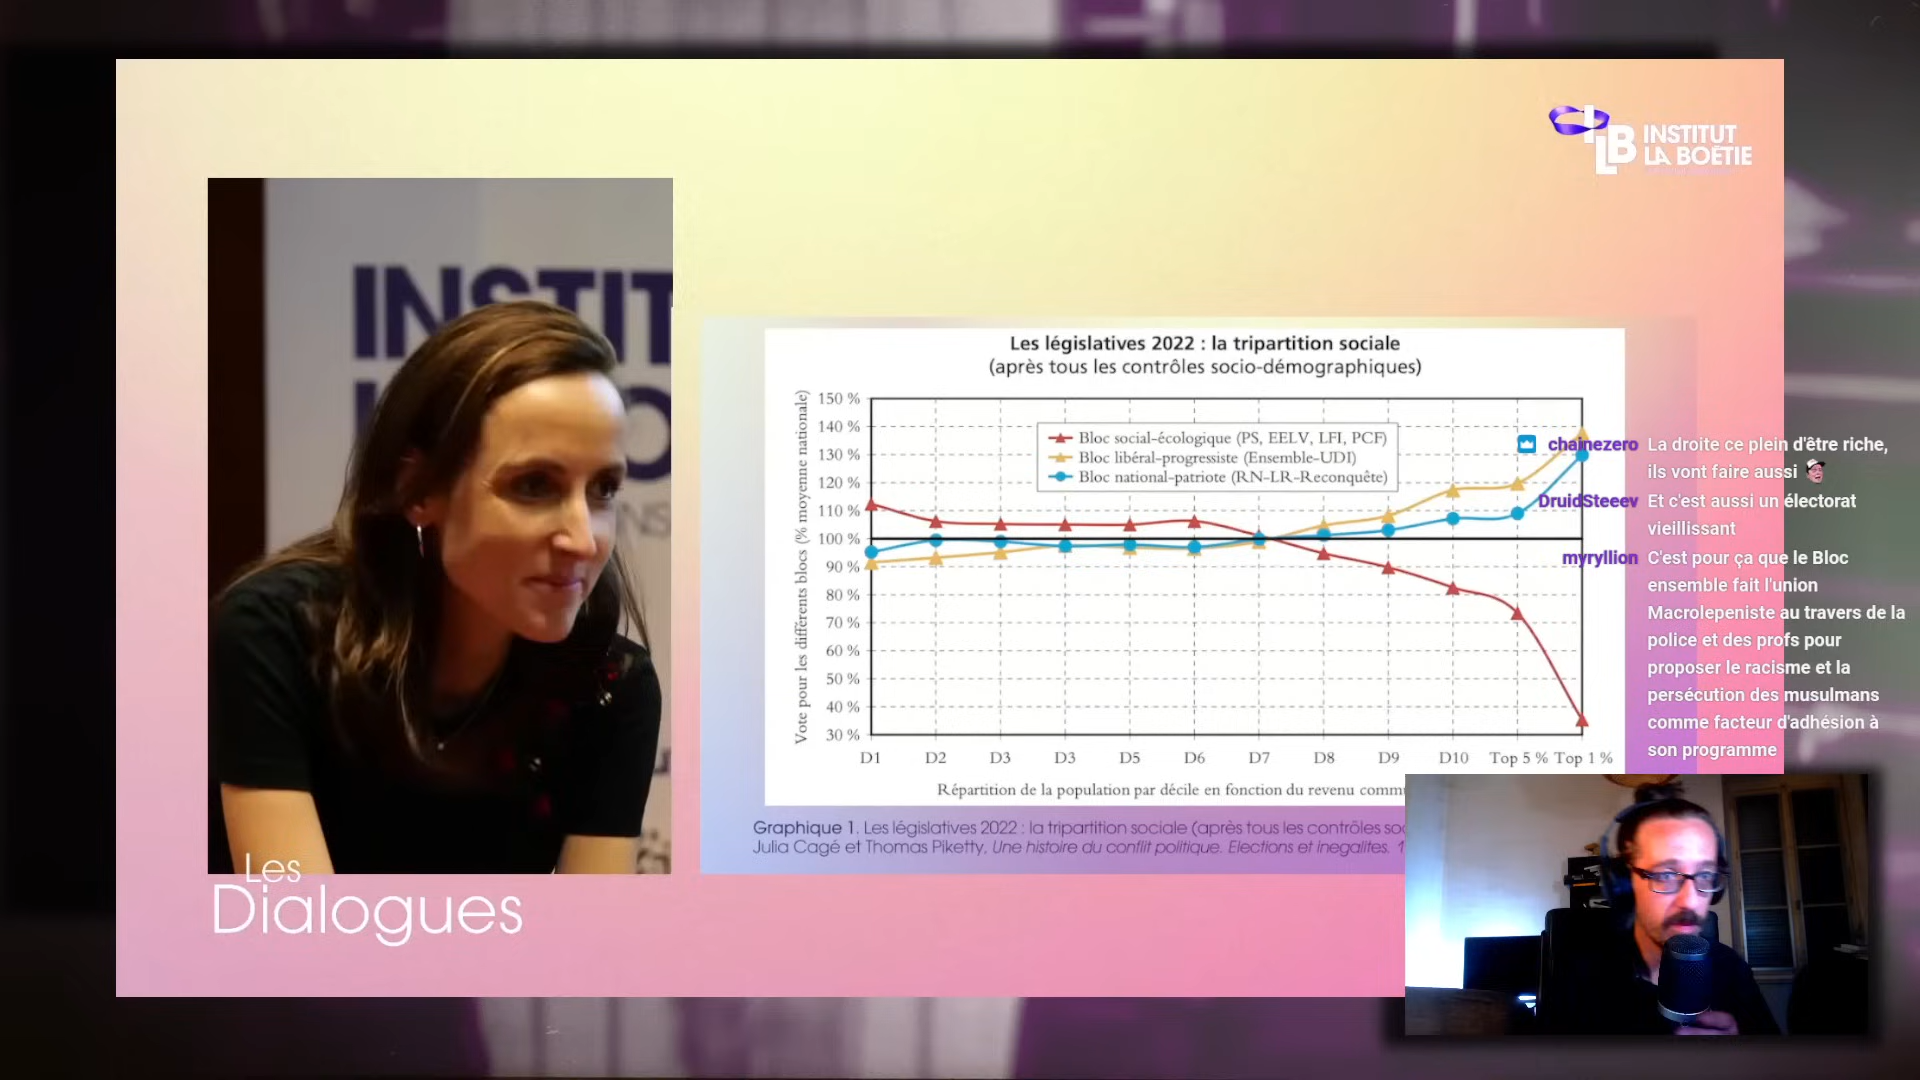 INSTITUT
LA BOÉTIE
INSTIT
Les législatives 2022 : la tripartition sociale
(après tous les contrôles socio-démographiques)
Vote pour les différents blocs (% moyenne nationale)
150 %
140 %
130 %
120 %
110 %
100 %
90 %
80 %
70 %
60 %
50 %
40 %
30 %
Bloc social-écologique (PS, EELV, LFI, PCF)
Bloc libéral-progressiste (Ensemble-UDI)
Bloc national-patriote (RN-LR-Reconquête)
D1 D2 D3 D3 D5 D6 D7 D8 D9 D10 Top 5 % Top 1 %
Répartition de la population par décile en fonction du revenu commu
Graphique 1. Les législatives 2022 : la tripartition sociale (après tous les contrôles soc
Julia Cagé et Thomas Piketty, Une histoire du conflit politique. Elections et inegalites. 1
Les
Dialogues
chainezero La droite ce plein d'être riche,
ils vont faire aussi
DruidSteeev Et c'est aussi un électorat
vieillissant
myryllion C'est pour ça que le Bloc
ensemble fait l'union
Macrolepeniste au travers de la
police et des profs pour
proposer le racisme et la
persécution des musulmans
comme facteur d'adhésion à
son programme